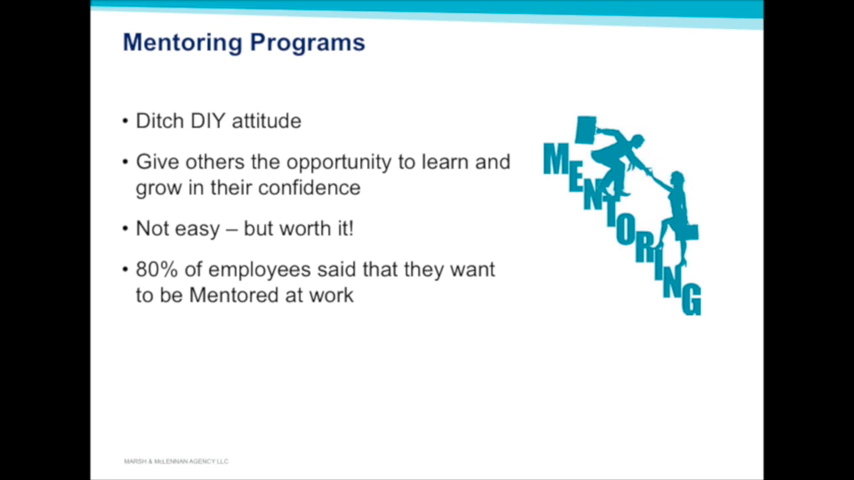 Mentoring Programs
• Ditch DIY attitude
• Give others the opportunity to learn and
grow in their confidence
• Not easy – but worth it!
• 80% of employees said that they want
to be Mentored at work
MENTORING
MARSH & McLENNAN AGENCY LLC